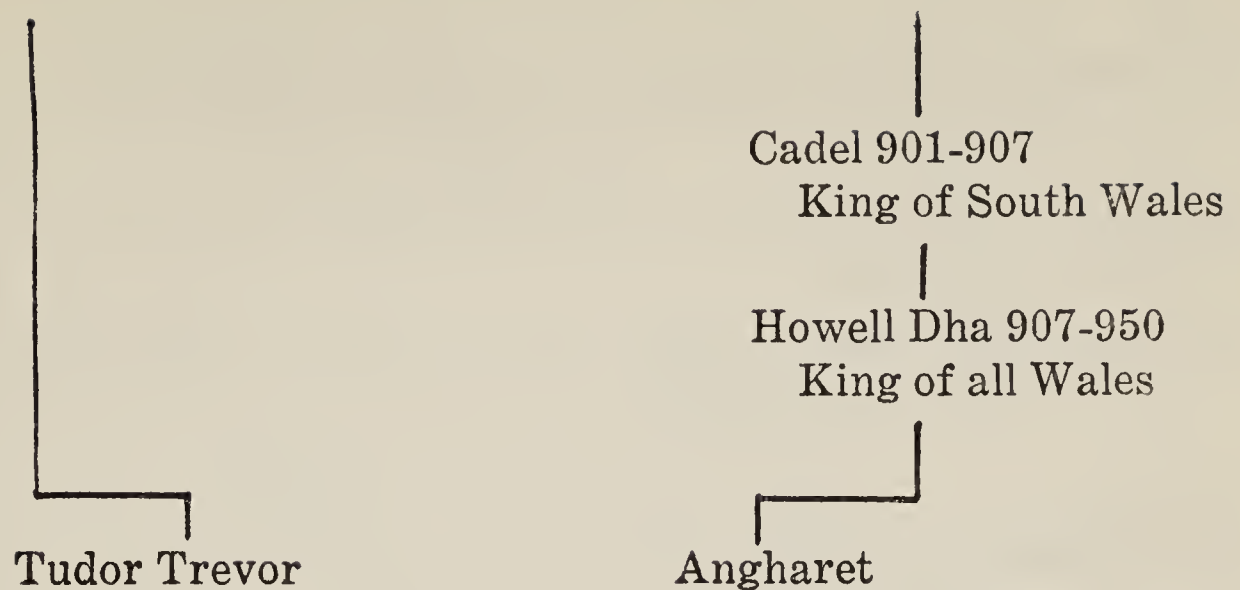 Cadel 901-907
King of South Wales
Howell Dha 907-950
King of all Wales
Tudor Trevor
Angharet